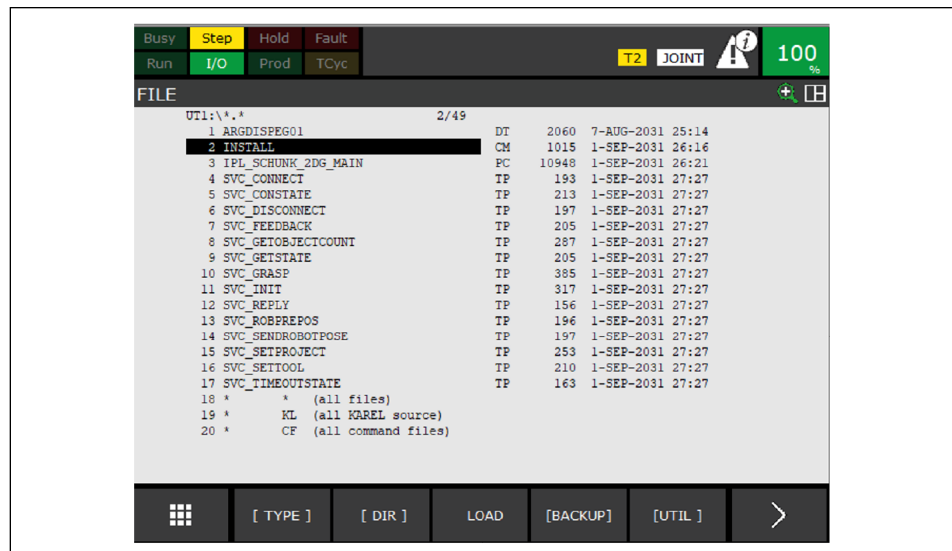 Busy Step Hold Fault
Run I/O Prod TCyc T2 JOINT i 100 %
FILE
UT1:\*.* 2/49
1 ARGDISPEG01 DT 2060 7-AUG-2031 25:14
2 INSTALL CM 1015 1-SEP-2031 26:16
3 IPL_SCHUNK_2DG_MAIN PC 10948 1-SEP-2031 26:21
4 SVC_CONNECT TP 193 1-SEP-2031 27:27
5 SVC_CONSTATE TP 213 1-SEP-2031 27:27
6 SVC_DISCONNECT TP 197 1-SEP-2031 27:27
7 SVC_FEEDBACK TP 205 1-SEP-2031 27:27
8 SVC_GETOBJECTCOUNT TP 287 1-SEP-2031 27:27
9 SVC_GETSTATE TP 205 1-SEP-2031 27:27
10 SVC_GRASP TP 385 1-SEP-2031 27:27
11 SVC_INIT TP 317 1-SEP-2031 27:27
12 SVC_REPLY TP 156 1-SEP-2031 27:27
13 SVC_ROBPREPOS TP 196 1-SEP-2031 27:27
14 SVC_SENDROBOTPOSE TP 197 1-SEP-2031 27:27
15 SVC_SETPROJECT TP 253 1-SEP-2031 27:27
16 SVC_SETTOOL TP 210 1-SEP-2031 27:27
17 SVC_TIMEOUTSTATE TP 163 1-SEP-2031 27:27
18 * * (all files)
19 * KL (all KAREL source)
20 * CF (all command files)
[ TYPE ] [ DIR ] LOAD [BACKUP] [UTIL ] >